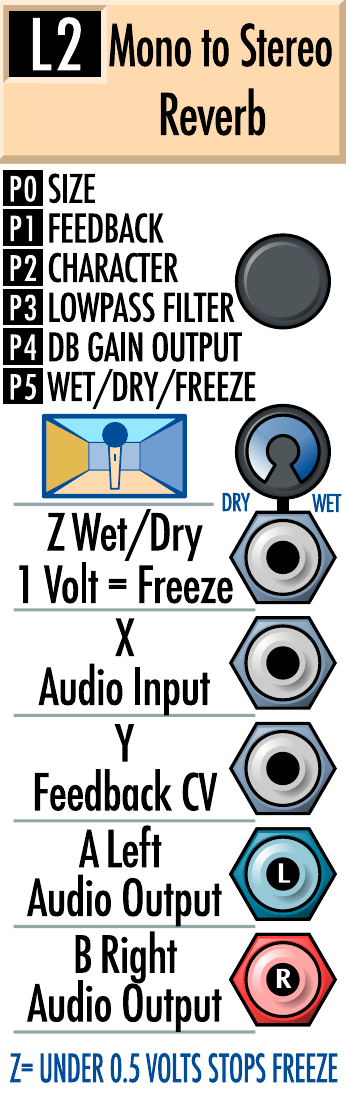 L2 Mono to Stereo
Reverb
P0 SIZE
P1 FEEDBACK
P2 CHARACTER
P3 LOWPASS FILTER
P4 DB GAIN OUTPUT
P5 WET/DRY/FREEZE
DRY WET
Z Wet/Dry
1 Volt = Freeze
X
Audio Input
Y
Feedback CV
A Left
Audio Output
L
B Right
Audio Output
R
Z= UNDER 0.5 VOLTS STOPS FREEZE